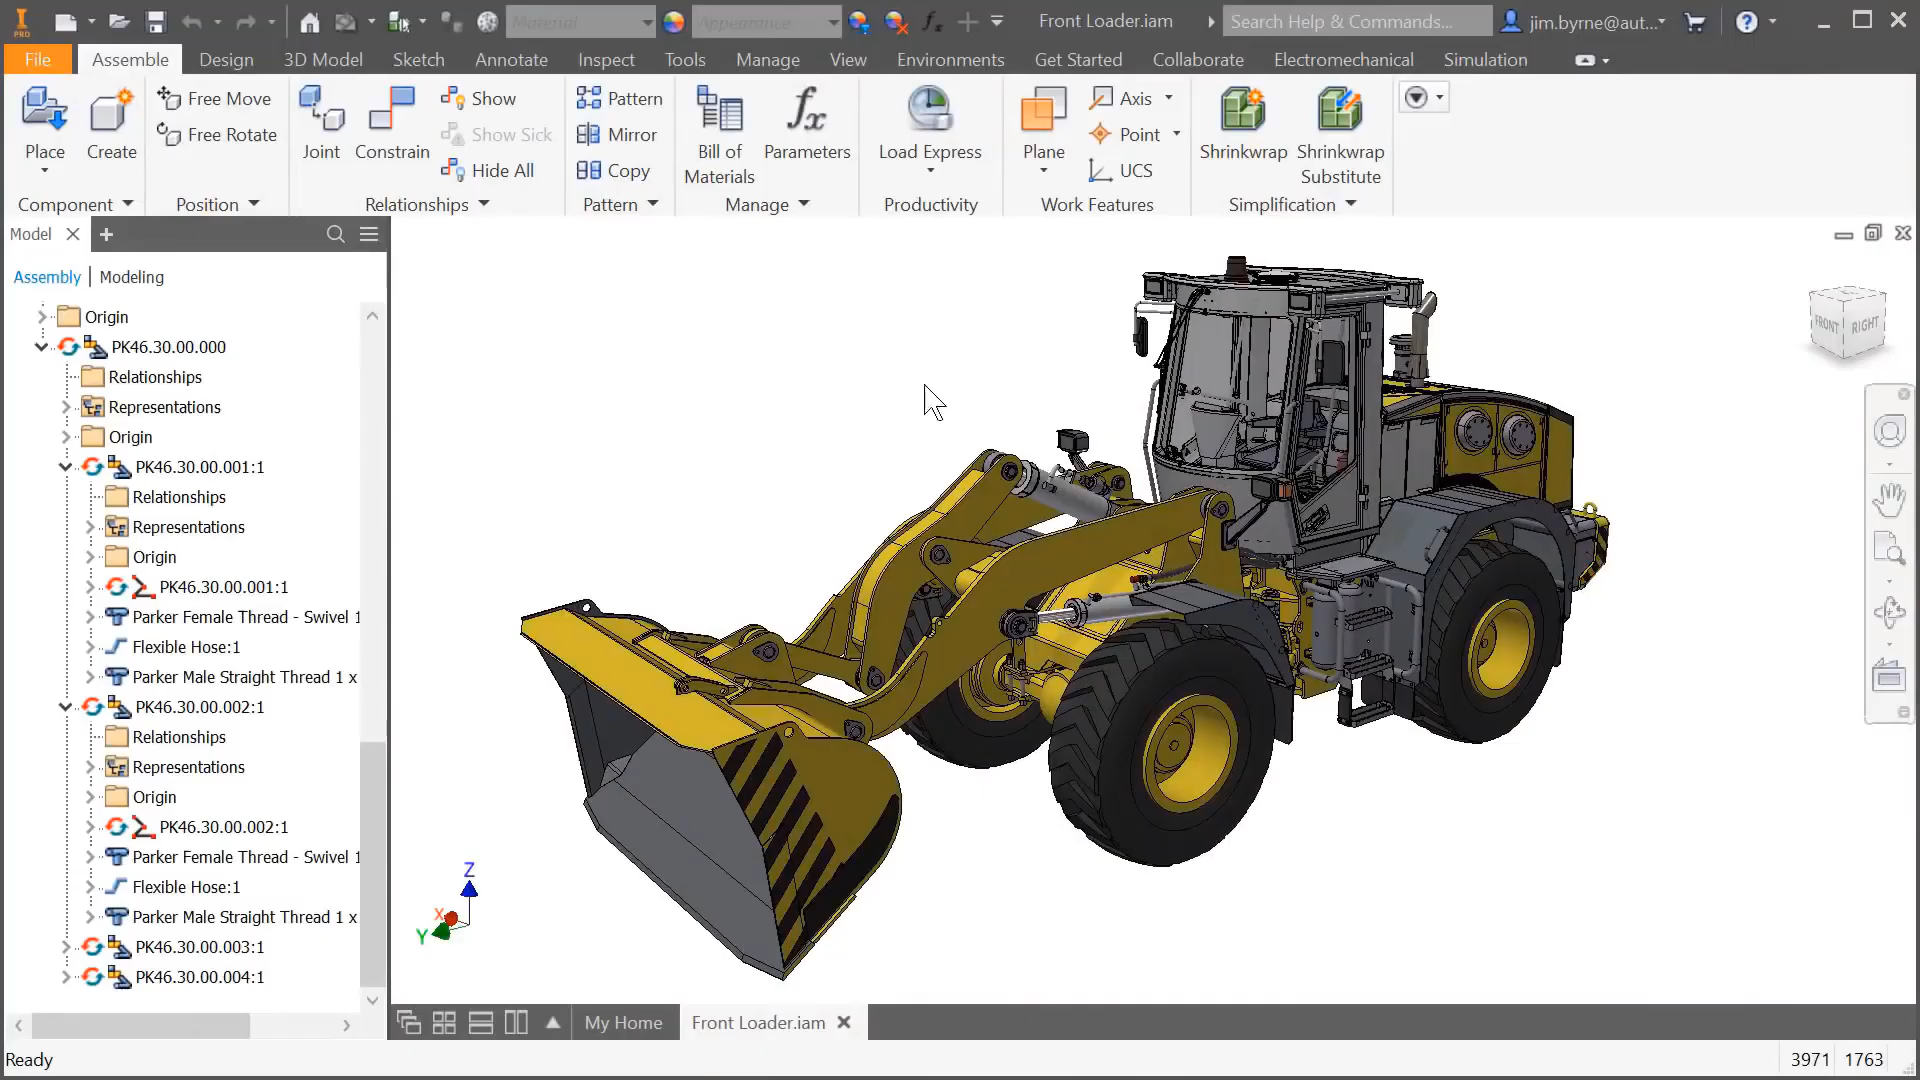 PRO
Material
Appearance
fx
Front Loader.iam
Search Help & Commands...
jim.byrne@aut...
File
Assemble
Design
3D Model
Sketch
Annotate
Inspect
Tools
Manage
View
Environments
Get Started
Collaborate
Electromechanical
Simulation
Place
Create
Free Move
Free Rotate
Joint
Constrain
Show
Show Sick
Hide All
Pattern
Mirror
Copy
Bill of
Materials
fx
Parameters
Load Express
Plane
Axis
Point
UCS
Shrinkwrap
Shrinkwrap
Substitute
Component
Position
Relationships
Pattern
Manage
Productivity
Work Features
Simplification
Model
Assembly | Modeling
Origin
PK46.30.00.000
Relationships
Representations
Origin
PK46.30.00.001:1
Relationships
Representations
Origin
PK46.30.00.001:1
Parker Female Thread - Swivel 1
Flexible Hose:1
Parker Male Straight Thread 1 x
PK46.30.00.002:1
Relationships
Representations
Origin
PK46.30.00.002:1
Parker Female Thread - Swivel 1
Flexible Hose:1
Parker Male Straight Thread 1 x
PK46.30.00.003:1
PK46.30.00.004:1
FRONT
RIGHT
Z
X
Y
My Home
Front Loader.iam
Ready
3971
1763